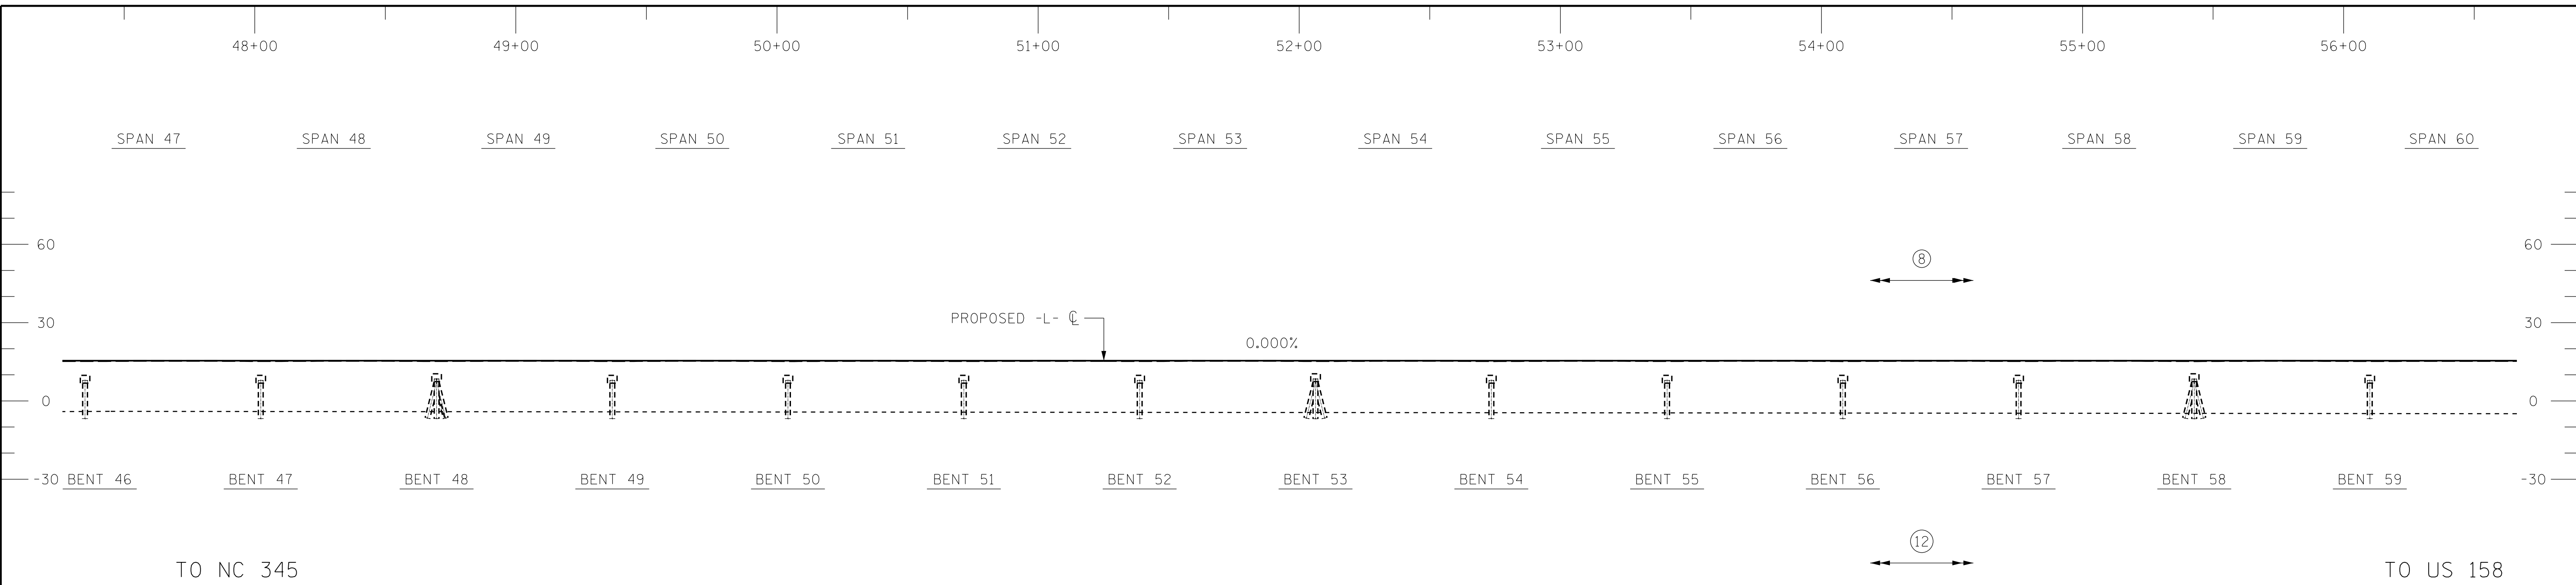 48+00 49+00 50+00 51+00 52+00 53+00 54+00 55+00 56+00
SPAN 47 SPAN 48 SPAN 49 SPAN 50 SPAN 51 SPAN 52 SPAN 53 SPAN 54 SPAN 55 SPAN 56 SPAN 57 SPAN 58 SPAN 59 SPAN 60
60 60
8
30 PROPOSED -L- ℄ 30
0.000%
0 0
-30 BENT 46 BENT 47 BENT 48 BENT 49 BENT 50 BENT 51 BENT 52 BENT 53 BENT 54 BENT 55 BENT 56 BENT 57 BENT 58 BENT 59 -30
12
TO NC 345 TO US 158